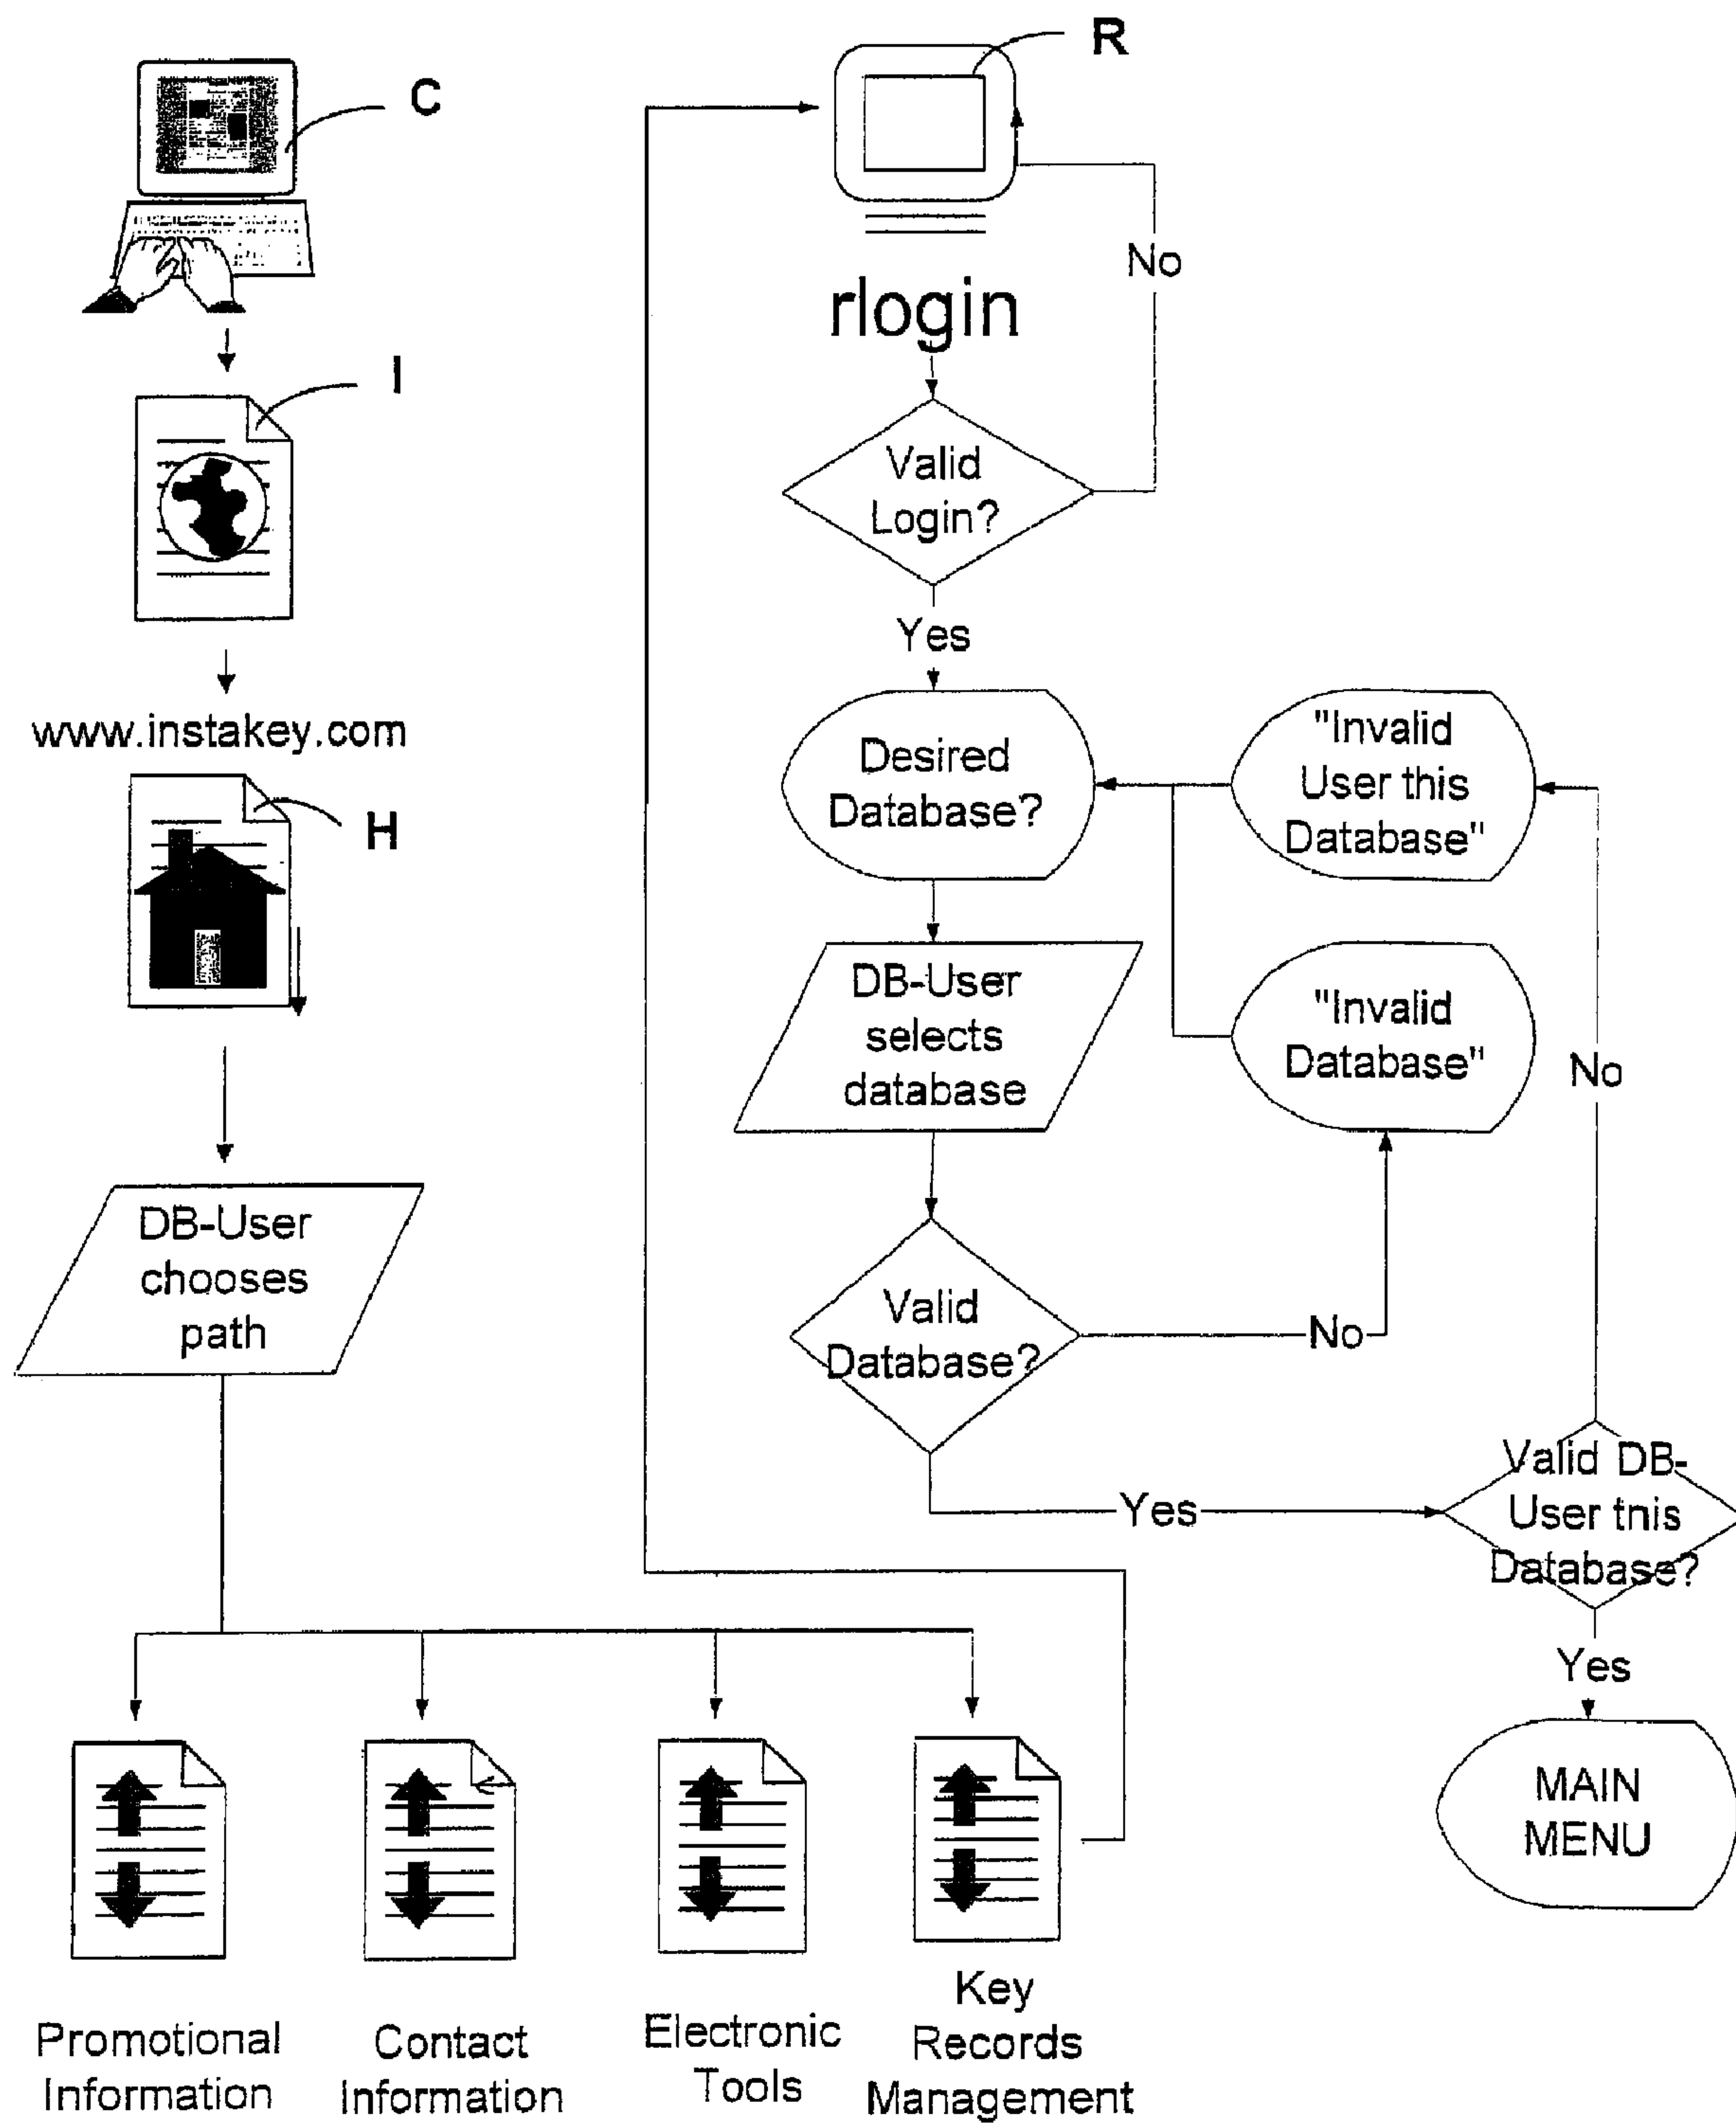 C
I
www.instakey.com
H
DB-User
chooses
path
Promotional
Information
Contact
Information
Electronic
Tools
Key
Records
Management
R
rlogin
No
Valid
Login?
Yes
Desired
Database?
"Invalid
User this
Database"
DB-User
selects
database
"Invalid
Database"
No
Valid
Database?
No
Yes
Valid DB-
User tnis
Database?
Yes
MAIN
MENU